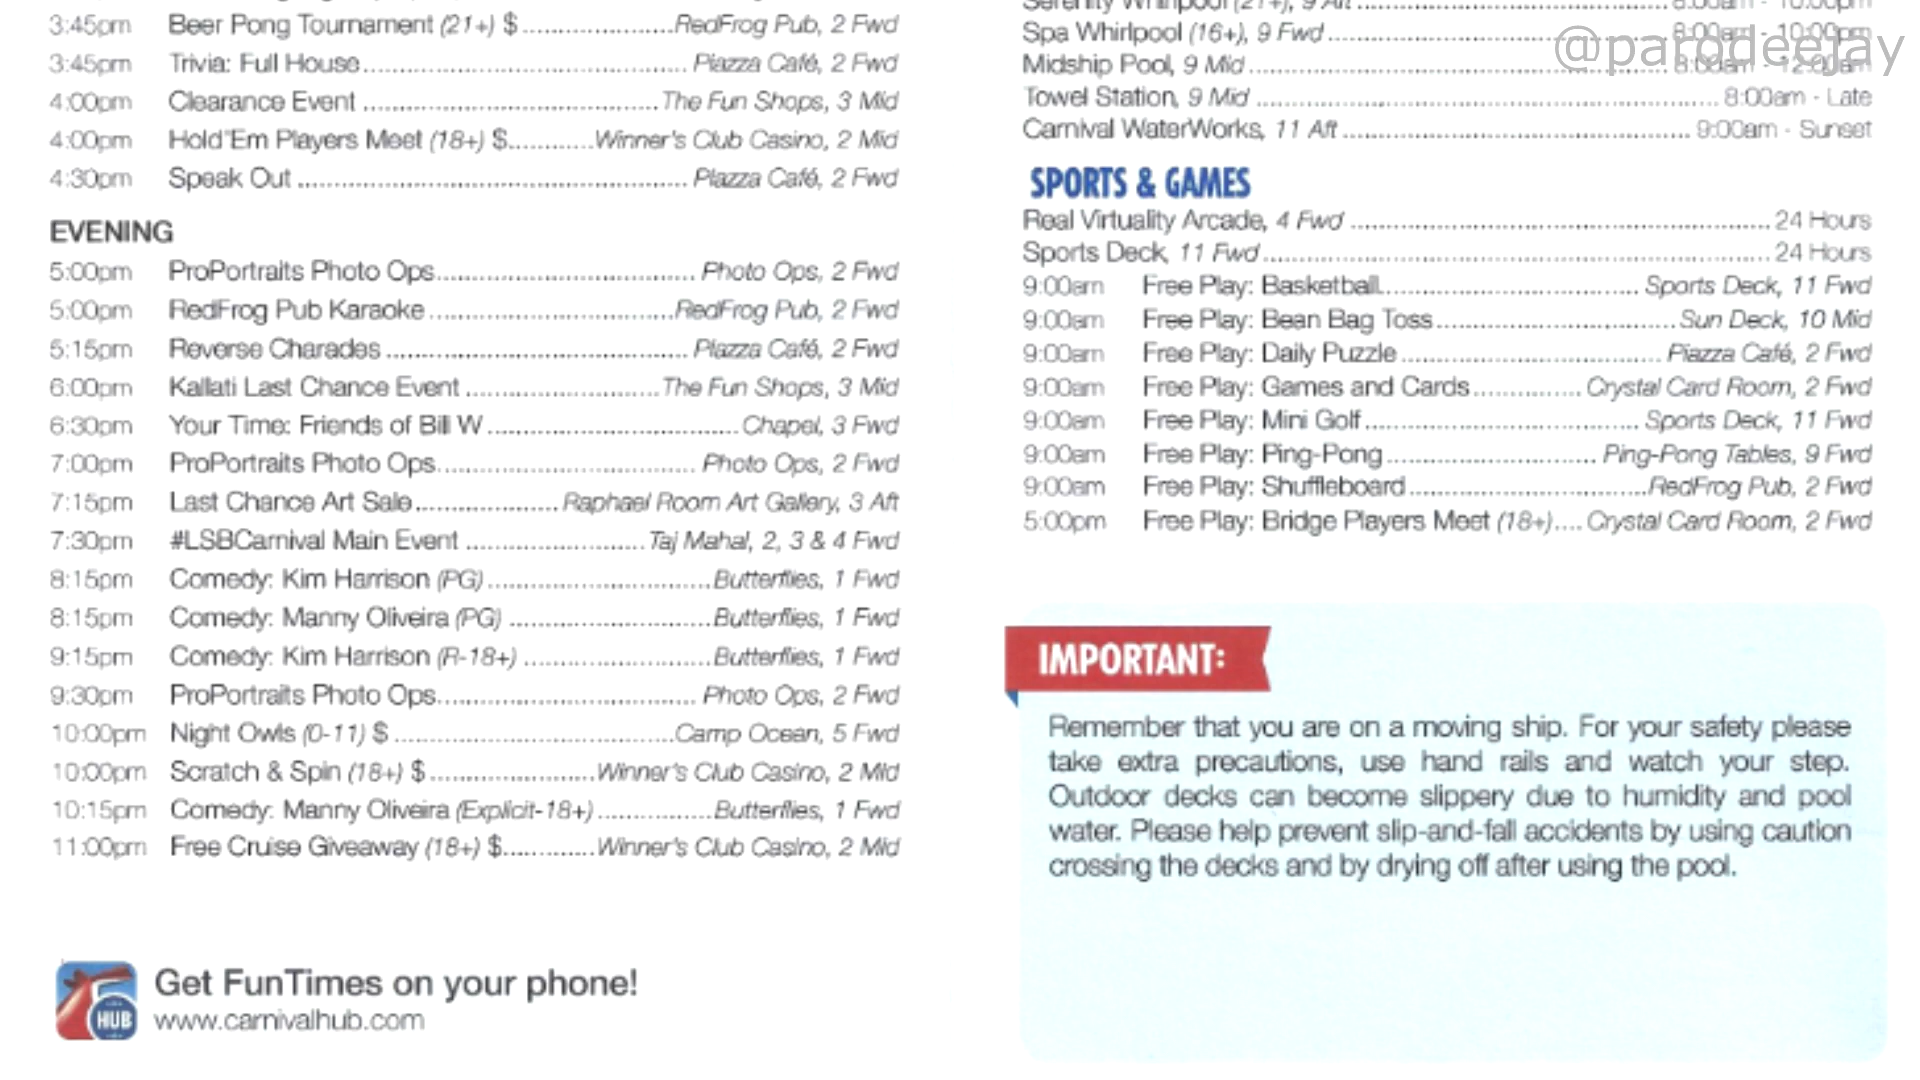 3:45pm Beer Pong Tournament (21+) $ ........................RedFrog Pub, 2 Fwd
3:45pm Trivia: Full House.................................................... Piazza Café, 2 Fwd
4:00pm Clearance Event ...............................................The Fun Shops, 3 Mid
4:00pm Hold'Em Players Meet (18+) $.............Winner's Club Casino, 2 Mid
4:30pm Speak Out ............................................................... Piazza Café, 2 Fwd
EVENING
5:00pm ProPortraits Photo Ops......................................... Photo Ops, 2 Fwd
5:00pm RedFrog Pub Karaoke.......................................RedFrog Pub, 2 Fwd
5:15pm Reverse Charades ................................................ Piazza Café, 2 Fwd
6:00pm Kallati Last Chance Event ...............................The Fun Shops, 3 Mid
6:30pm Your Time: Friends of Bill W........................................Chapel, 3 Fwd
7:00pm ProPortraits Photo Ops......................................... Photo Ops, 2 Fwd
7:15pm Last Chance Art Sale....................... Raphael Room Art Gallery, 3 Aft
7:30pm #LSBCarnival Main Event ............................ Taj Mahal, 2, 3 & 4 Fwd
8:15pm Comedy: Kim Harrison (PG)....................................Butterflies, 1 Fwd
8:15pm Comedy: Manny Oliveira (PG) ................................Butterflies, 1 Fwd
9:15pm Comedy: Kim Harrison (R-18+) ..............................Butterflies, 1 Fwd
9:30pm ProPortraits Photo Ops......................................... Photo Ops, 2 Fwd
10:00pm Night Owls (0-11) $ .............................................Camp Ocean, 5 Fwd
10:00pm Scratch & Spin (18+) $..........................Winner's Club Casino, 2 Mid
10:15pm Comedy: Manny Oliveira (Explicit-18+)..................Butterflies, 1 Fwd
11:00pm Free Cruise Giveaway (18+) $..............Winner's Club Casino, 2 Mid
Get FunTimes on your phone!
HUB
www.carnivalhub.com
Serenity Whirlpool (21+), 9 Aft .................................................. 8:00am - 10:00pm
@parodeejay
Spa Whirlpool (16+), 9 Fwd ....................................................... 8:00am - 10:00pm
Midship Pool, 9 Mid .................................................................... 8:00am - 12:00am
Towel Station, 9 Mid ........................................................................... 8:00am - Late
Carnival WaterWorks, 11 Aft ........................................................ 9:00am - Sunset
SPORTS & GAMES
Real Virtuality Arcade, 4 Fwd ..................................................................... 24 Hours
Sports Deck, 11 Fwd................................................................................... 24 Hours
9:00am Free Play: Basketball......................................... Sports Deck, 11 Fwd
9:00am Free Play: Bean Bag Toss...................................... Sun Deck, 10 Mid
9:00am Free Play: Daily Puzzle .......................................... Piazza Café, 2 Fwd
9:00am Free Play: Games and Cards................. Crystal Card Room, 2 Fwd
9:00am Free Play: Mini Golf............................................ Sports Deck, 11 Fwd
9:00am Free Play: Ping-Pong.................................. Ping-Pong Tables, 9 Fwd
9:00am Free Play: Shuffleboard......................................RedFrog Pub, 2 Fwd
5:00pm Free Play: Bridge Players Meet (18+).... Crystal Card Room, 2 Fwd
IMPORTANT:
Remember that you are on a moving ship. For your safety please
take extra precautions, use hand rails and watch your step.
Outdoor decks can become slippery due to humidity and pool
water. Please help prevent slip-and-fall accidents by using caution
crossing the decks and by drying off after using the pool.